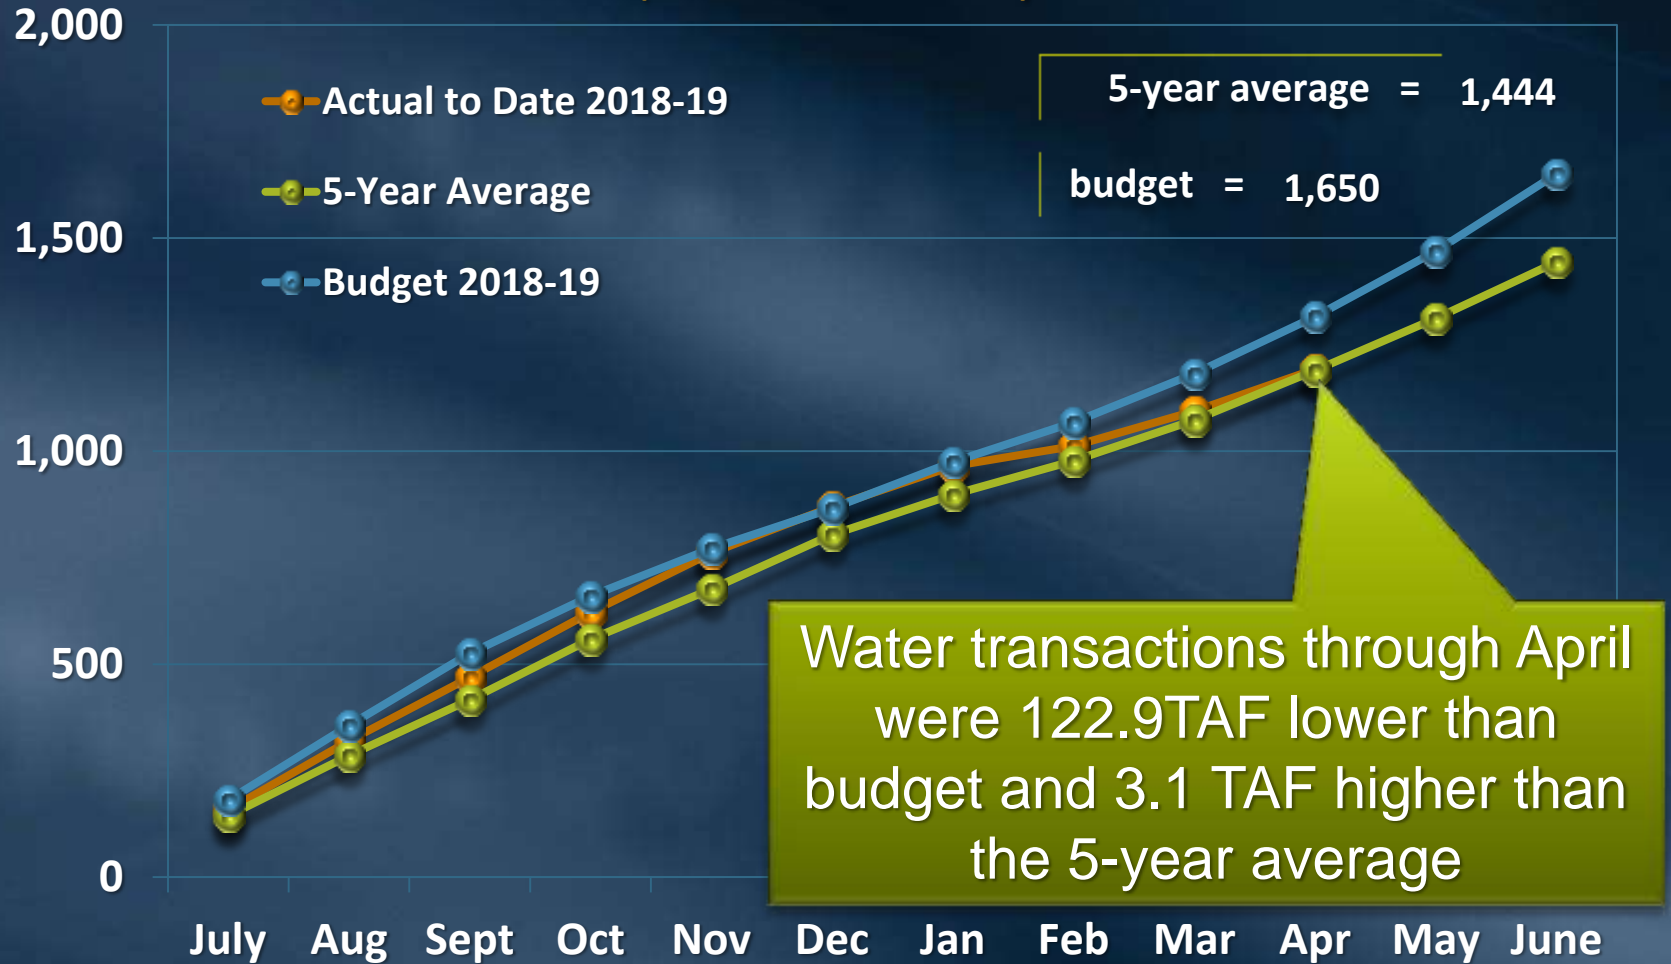 2,000
1,500
1,000
500
0
Actual to Date 2018-19
5-Year Average
Budget 2018-19
5-year average = 1,444
budget = 1,650
Water transactions through April
were 122.9TAF lower than
budget and 3.1 TAF higher than
the 5-year average
July Aug Sept Oct Nov Dec Jan Feb Mar Apr May June